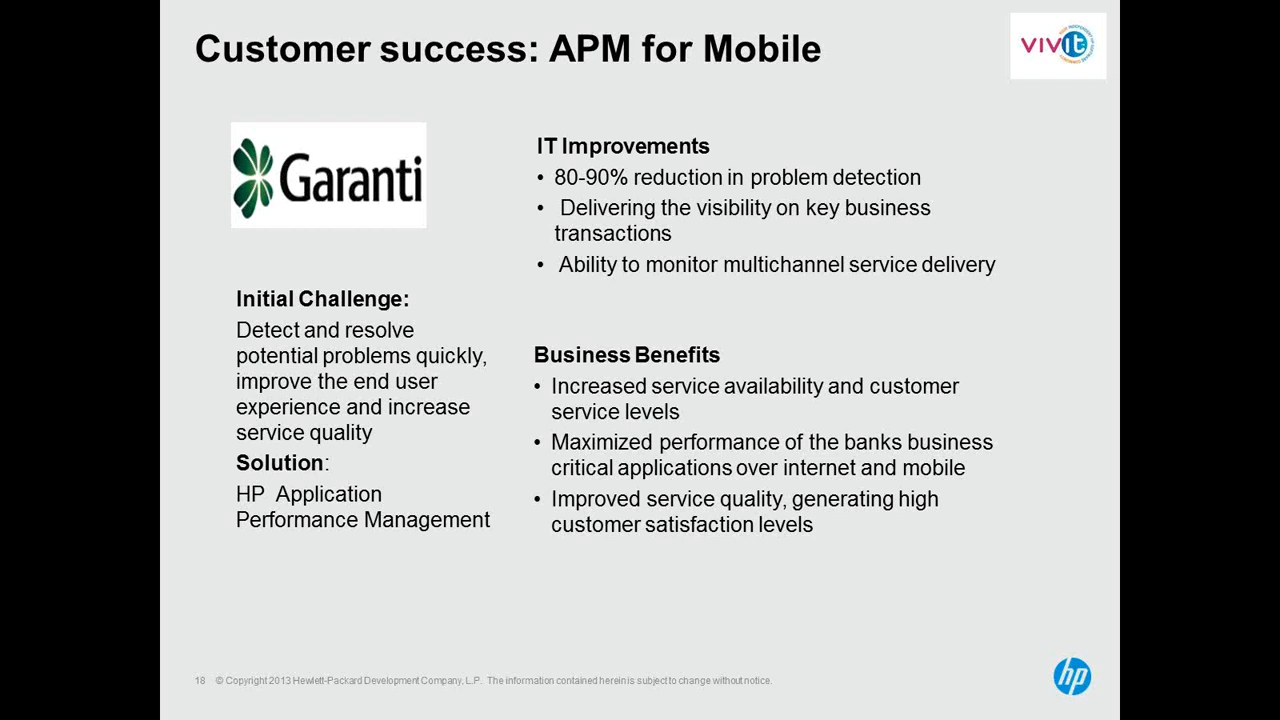 Customer success: APM for Mobile
VIVIT
Garanti
Initial Challenge:
Detect and resolve
potential problems quickly,
improve the end user
experience and increase
service quality
Solution:
HP  Application
Performance Management
IT Improvements
• 80-90% reduction in problem detection
•  Delivering the visibility on key business
transactions
•  Ability to monitor multichannel service delivery
Business Benefits
• Increased service availability and customer
service levels
• Maximized performance of the banks business
critical applications over internet and mobile
• Improved service quality, generating high
customer satisfaction levels
18 © Copyright 2013 Hewlett-Packard Development Company, L.P.  The information contained herein is subject to change without notice.
hp